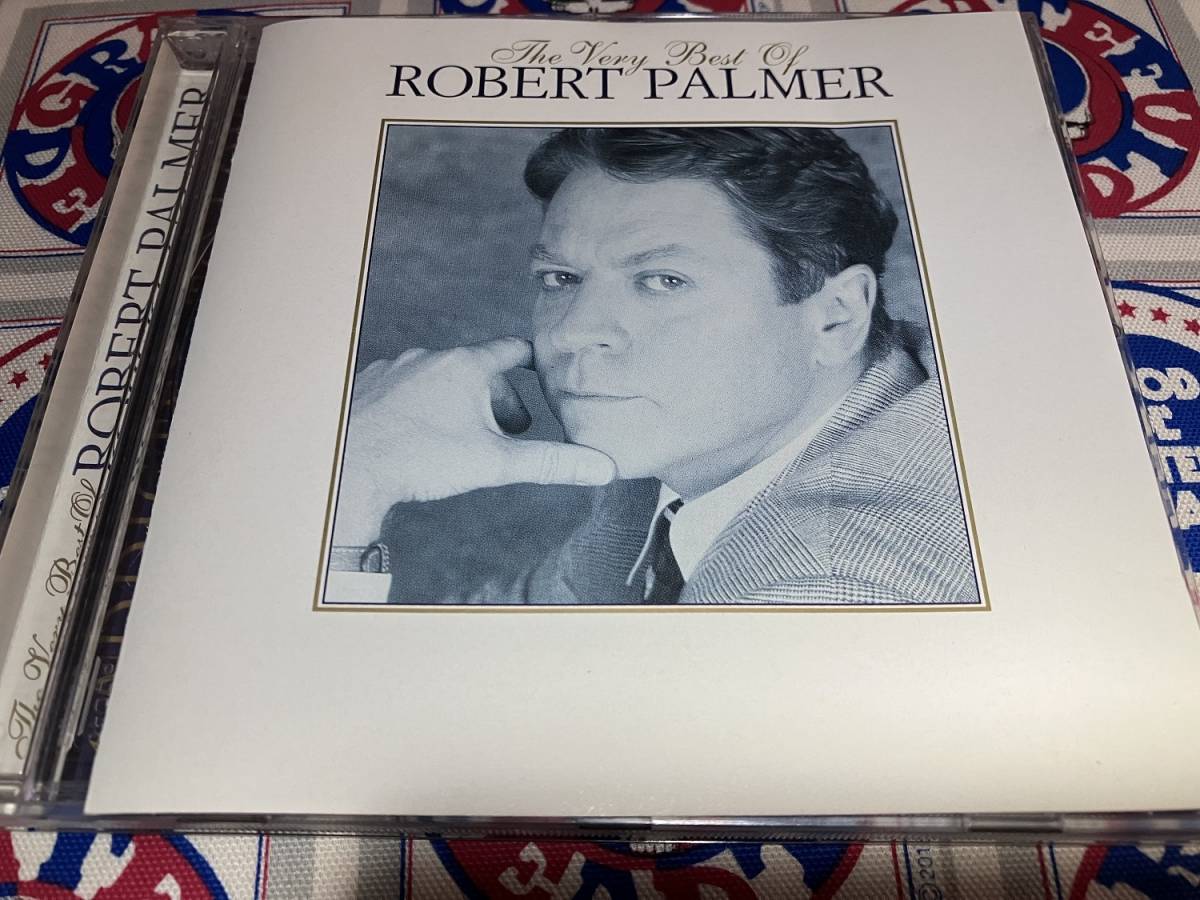 The Very Best Of
ROBERT PALMER
The Very Best Of ROBERT PALMER